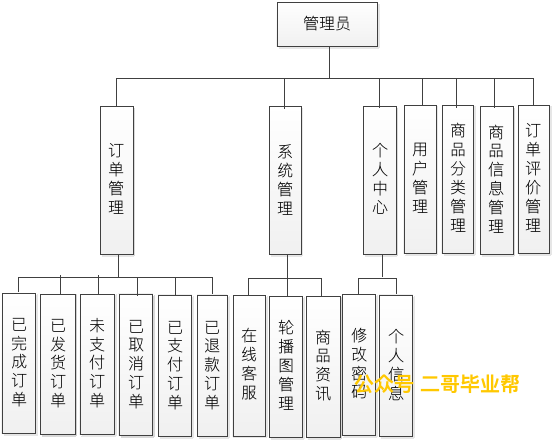 管理员
订单管理
系统管理
个人中心
用户管理
商品分类管理
商品信息管理
订单评价管理
已完成订单
已发货订单
未支付订单
已取消订单
已支付订单
已退款订单
在线客服
轮播图管理
商品资讯
修改密码
个人信息
公众号 二哥毕业帮